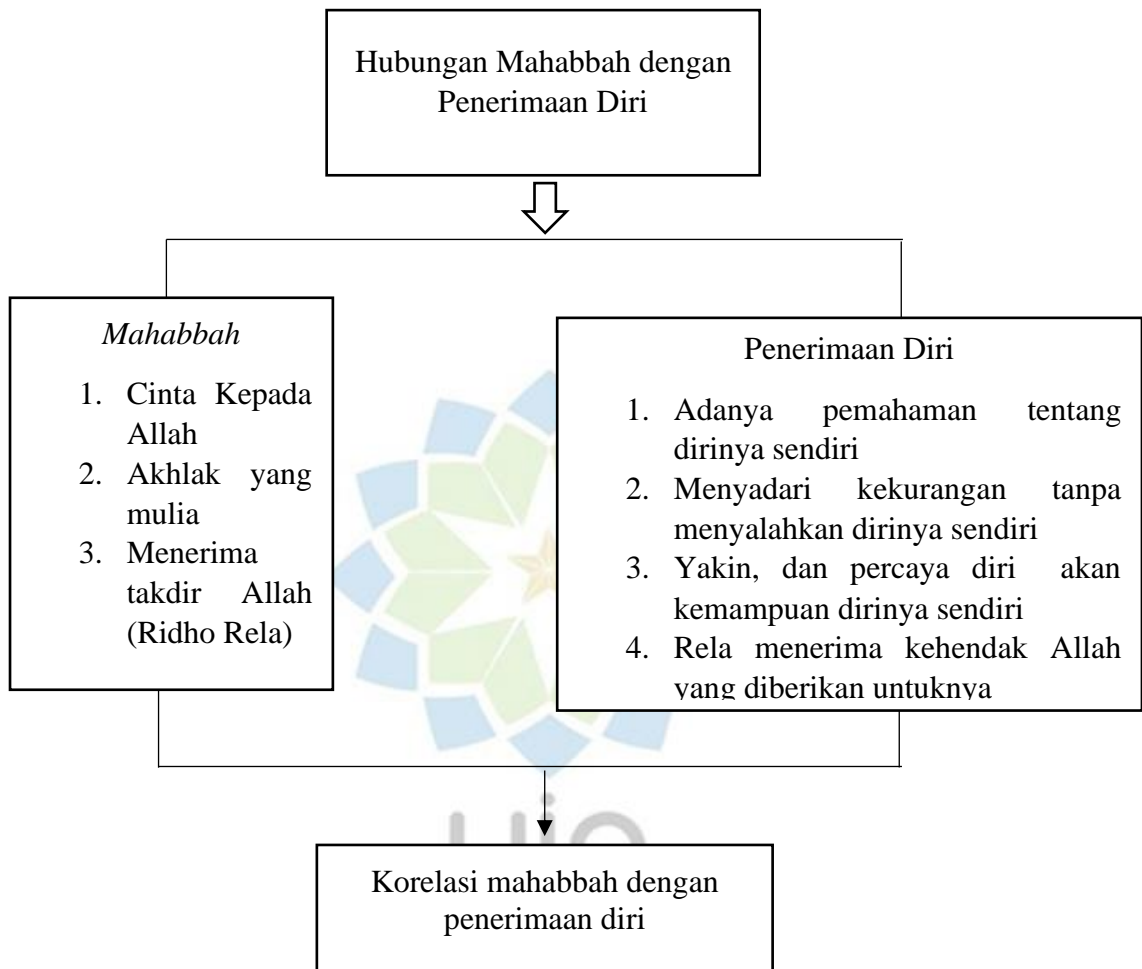 Hubungan Mahabbah dengan
Penerimaan Diri
Mahabbah
1. Cinta Kepada
Allah
2. Akhlak yang
mulia
3. Menerima
takdir Allah
(Ridho Rela)
Penerimaan Diri
1. Adanya pemahaman tentang
dirinya sendiri
2. Menyadari kekurangan tanpa
menyalahkan dirinya sendiri
3. Yakin, dan percaya diri akan
kemampuan dirinya sendiri
4. Rela menerima kehendak Allah
yang diberikan untuknya
uin
Korelasi mahabbah dengan
penerimaan diri